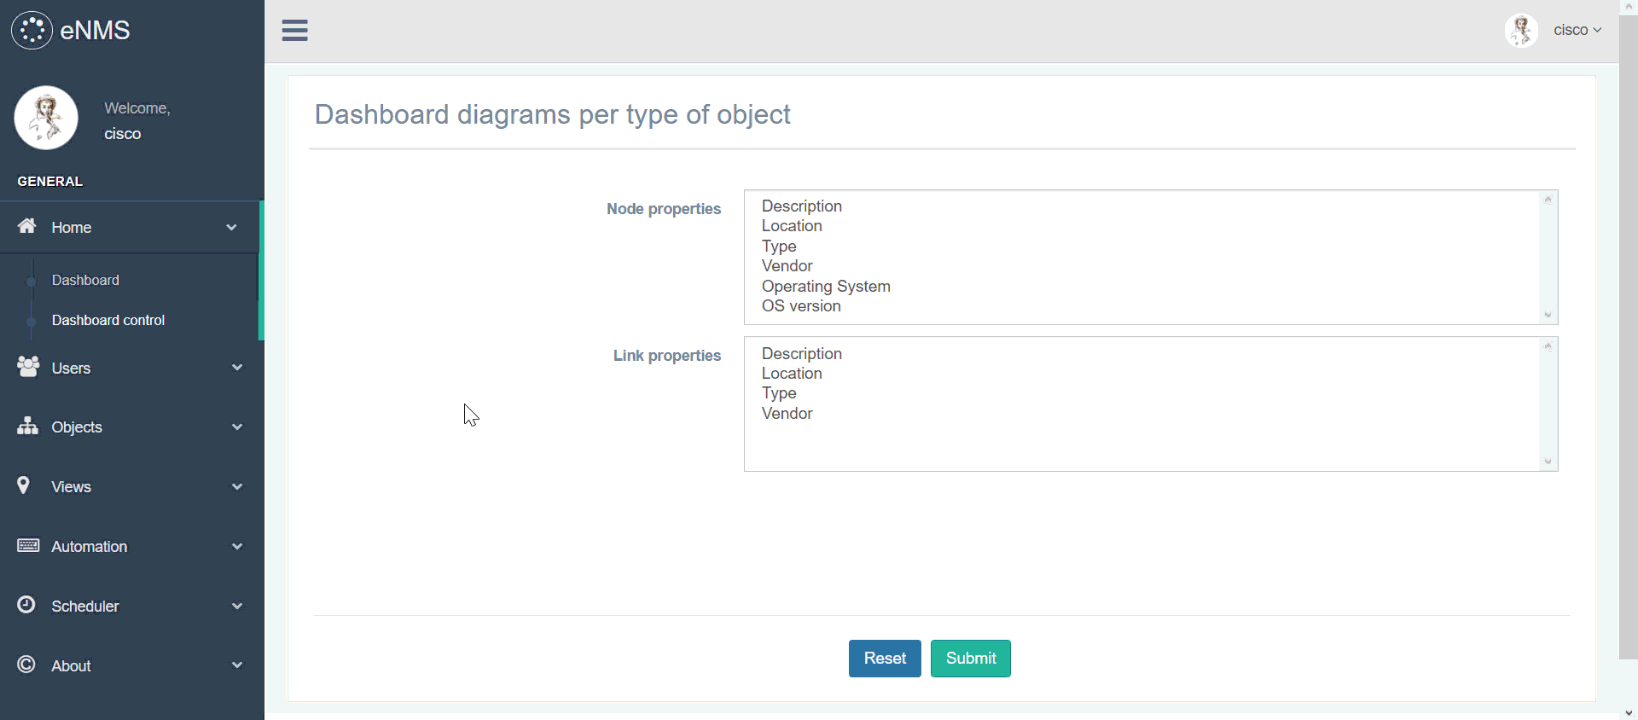 eNMS
cisco
Welcome,
cisco
GENERAL
Home
Dashboard
Dashboard control
Users
Objects
Views
Automation
Scheduler
About
Dashboard diagrams per type of object
Node properties
Description
Location
Type
Vendor
Operating System
OS version
Link properties
Description
Location
Type
Vendor
Reset
Submit